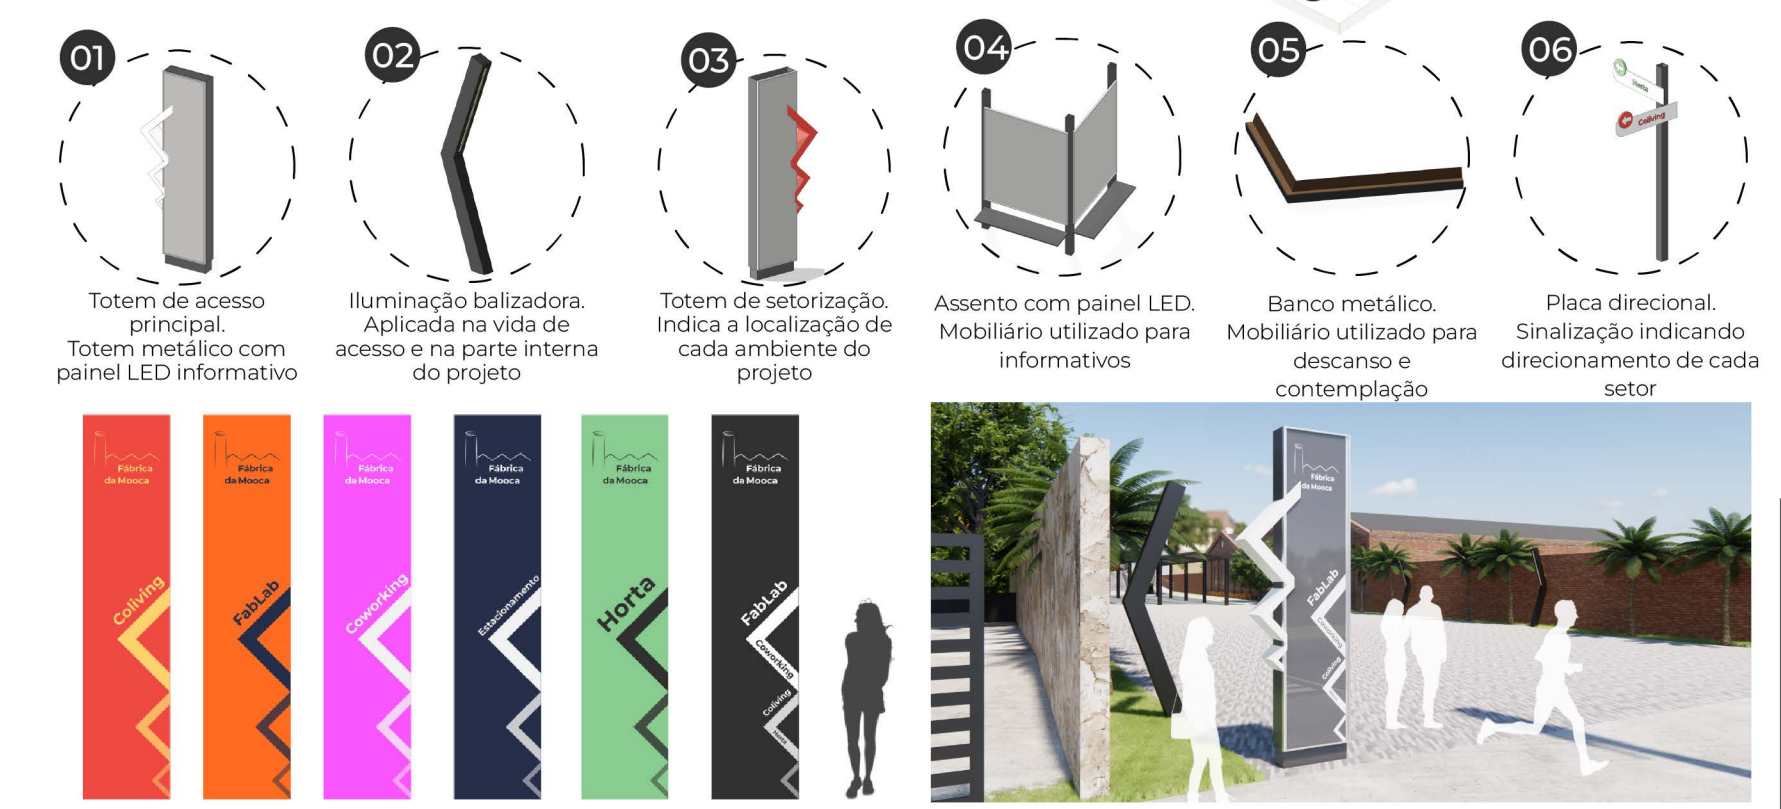 01
Totem de acesso
principal.
Totem metálico com
painel LED informativo
02
Iluminação balizadora.
Aplicada na vida de
acesso e na parte interna
do projeto
03
Totem de setorização.
Indica a localização de
cada ambiente do
projeto
04
Assento com painel LED.
Mobiliário utilizado para
informativos
05
Banco metálico.
Mobiliário utilizado para
descanso e
contemplação
06
Horta
Coliving
Placa direcional.
Sinalização indicando
direcionamento de cada
setor
Fábrica
da Mooca
Coliving
Fábrica
da Mooca
FabLab
Fábrica
da Mooca
Coworking
Fábrica
da Mooca
Estacionamento
Fábrica
da Mooca
Horta
Fábrica
da Mooca
FabLab
Coworking
Coliving
Horta
Fábrica
da Mooca
FabLab
Coworking
Coliving